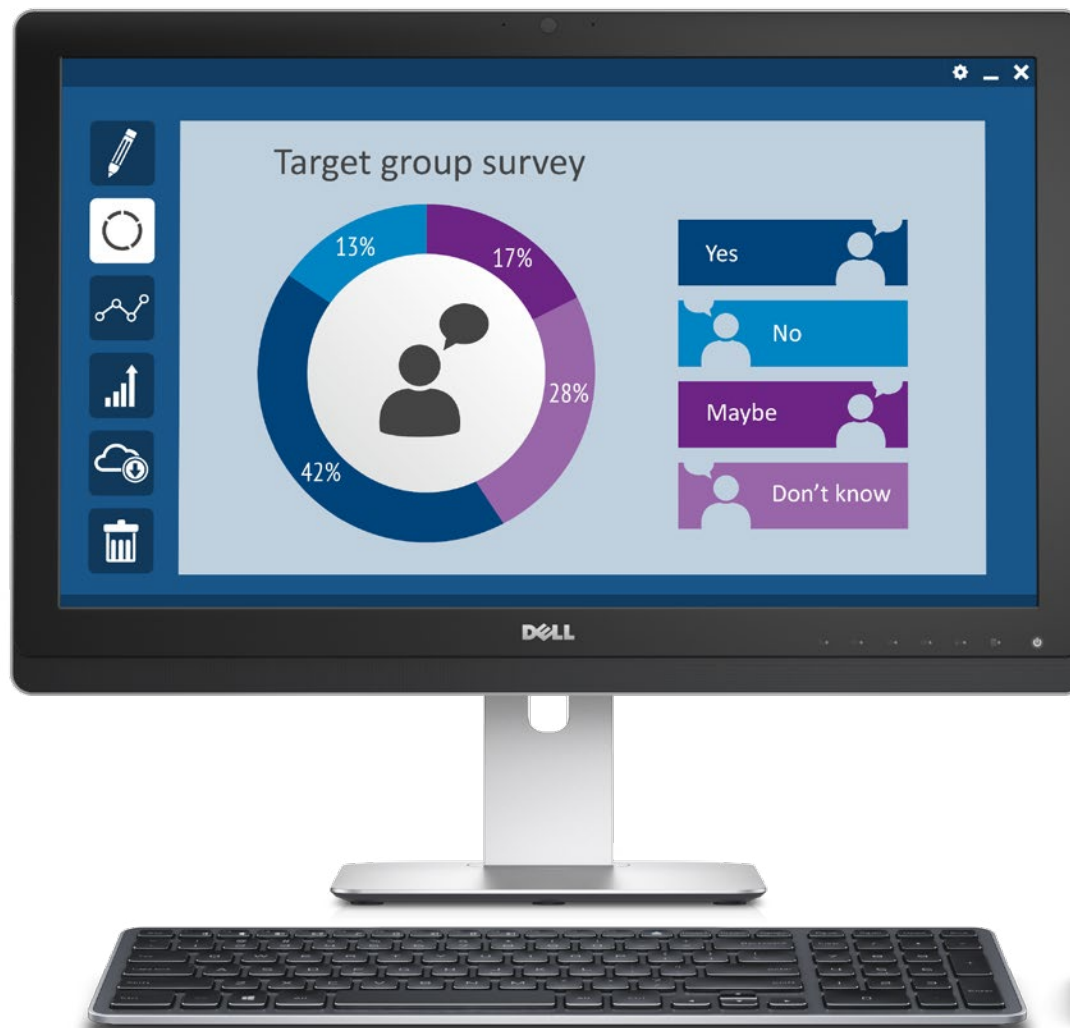 Target group survey
13%
17%
28%
42%
Yes
No
Maybe
Don't know
DELL